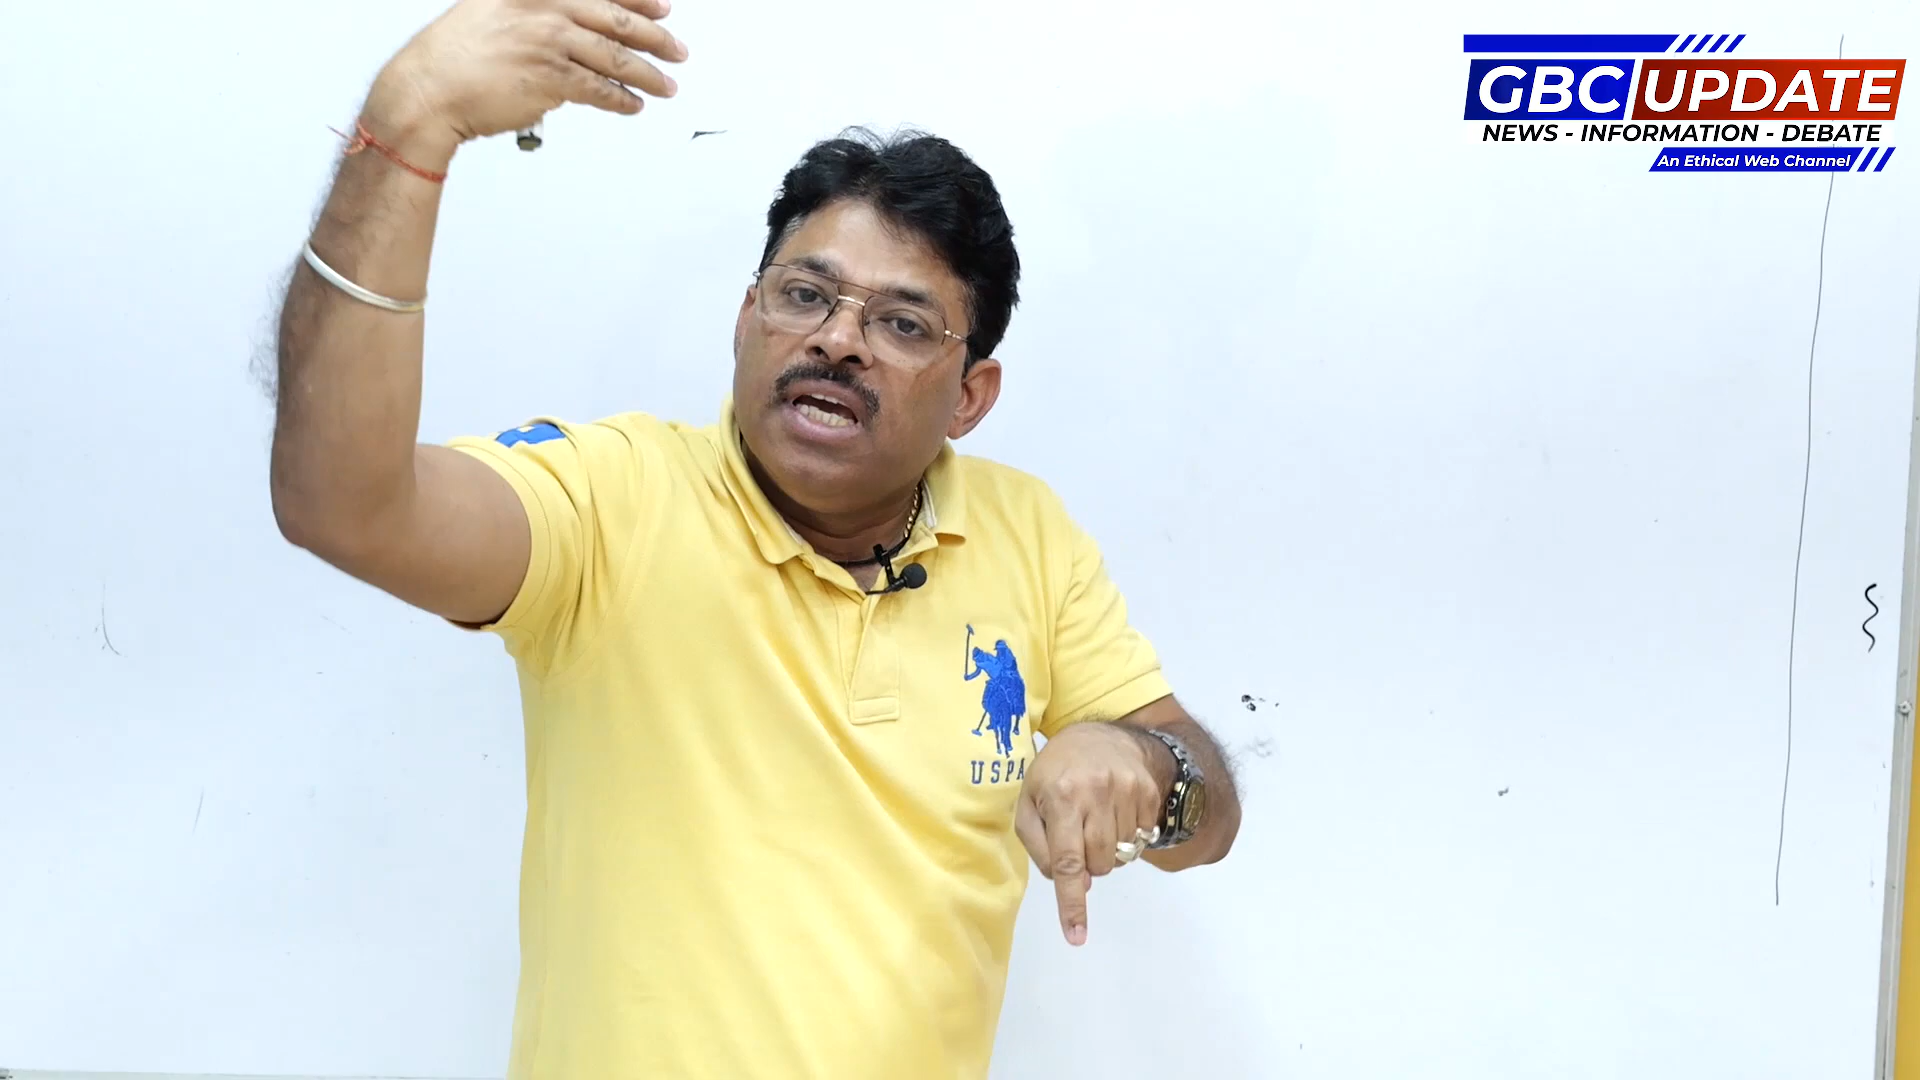 GBC UPDATE
NEWS - INFORMATION - DEBATE
An Ethical Web Channel
USPA